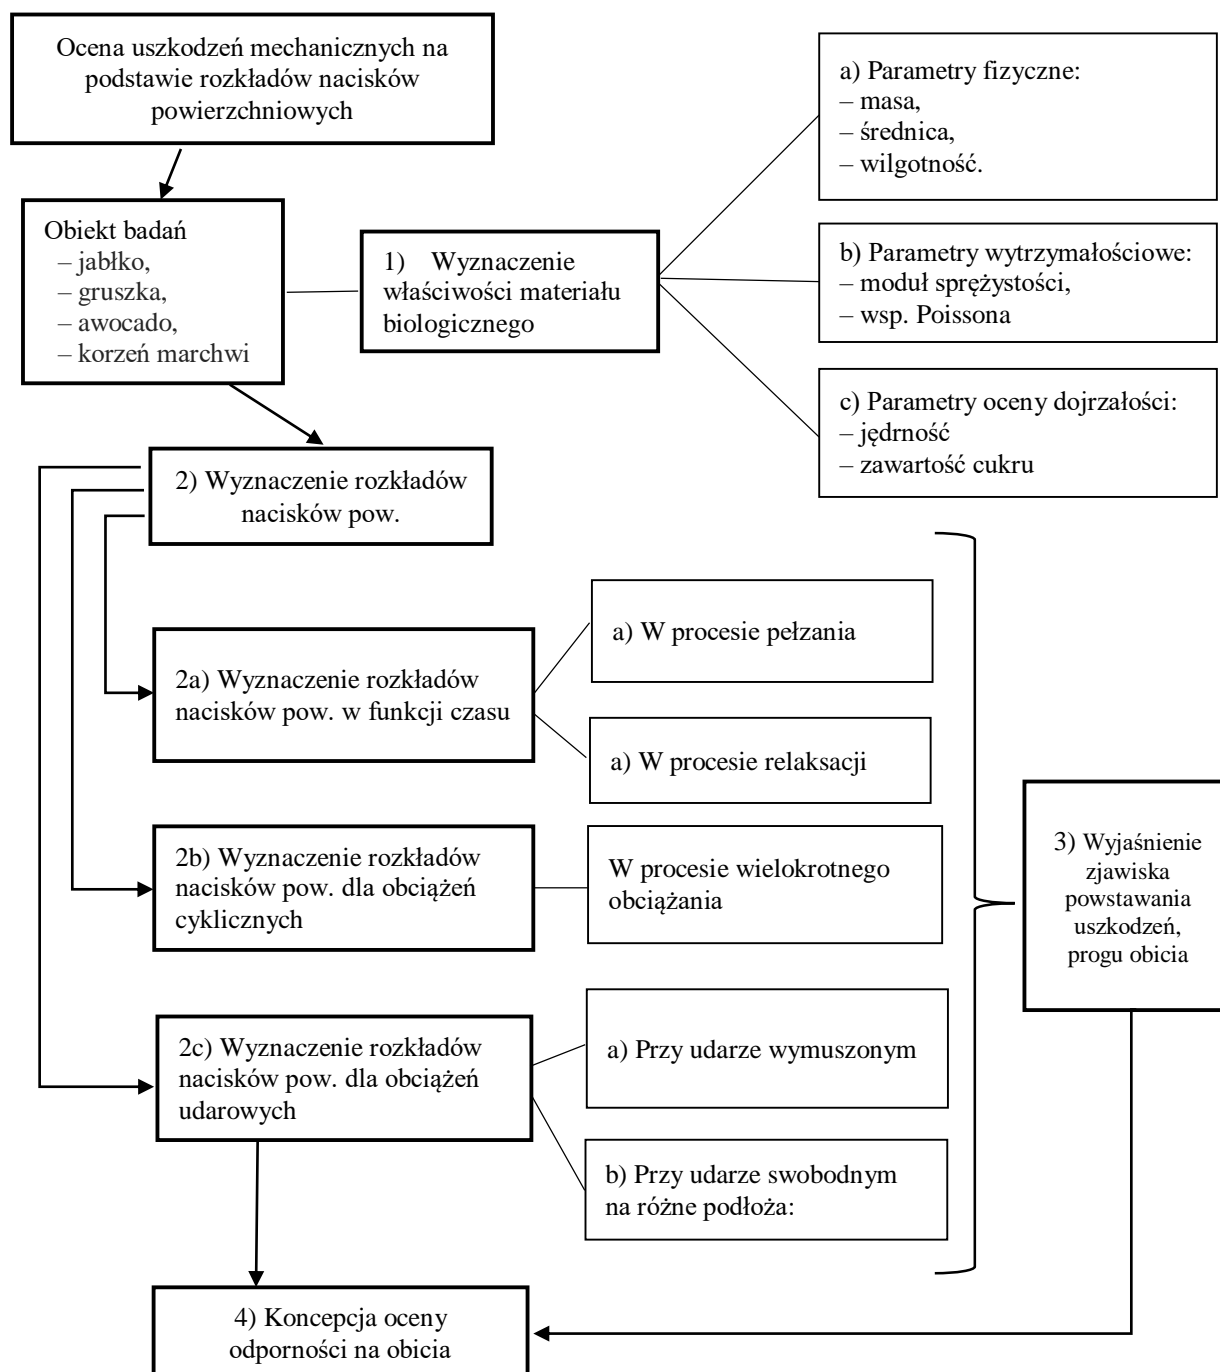 Ocena uszkodzeń mechanicznych na
podstawie rozkładów nacisków
powierzchniowych
a) Parametry fizyczne:
– masa,
– średnica,
– wilgotność.
Obiekt badań
– jabłko,
– gruszka,
– awocado,
– korzeń marchwi
1) Wyznaczenie
właściwości materiału
biologicznego
b) Parametry wytrzymałościowe:
– moduł sprężystości,
– wsp. Poissona
c) Parametry oceny dojrzałości:
– jędrność
– zawartość cukru
2) Wyznaczenie rozkładów
nacisków pow.
2a) Wyznaczenie rozkładów
nacisków pow. w funkcji czasu
a) W procesie pełzania
a) W procesie relaksacji
2b) Wyznaczenie rozkładów
nacisków pow. dla obciążeń
cyklicznych
W procesie wielokrotnego
obciążania
2c) Wyznaczenie rozkładów
nacisków pow. dla obciążeń
udarowych
a) Przy udarze wymuszonym
b) Przy udarze swobodnym
na różne podłoża:
3) Wyjaśnienie
zjawiska
powstawania
uszkodzeń,
progu obicia
4) Koncepcja oceny
odporności na obicia